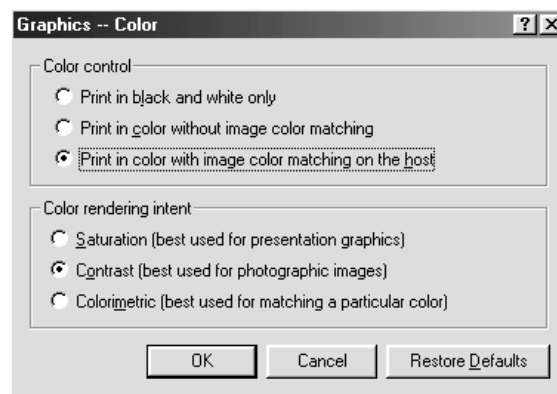 Graphics -- Color
Color control
Print in black and white only
Print in color without image color matching
Print in color with image color matching on the host
Color rendering intent
Saturation (best used for presentation graphics)
Contrast (best used for photographic images)
Colorimetric (best used for matching a particular color)
OK Cancel Restore Defaults